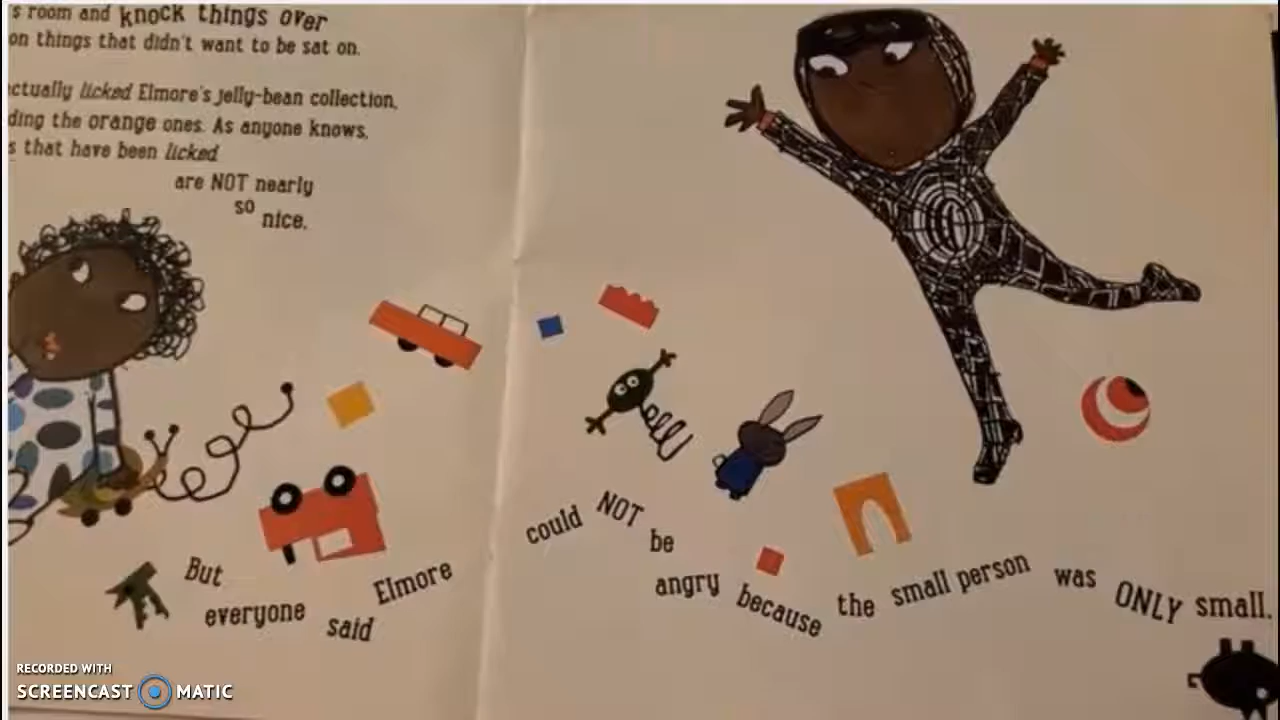 s room and knock things over
on things that didn't want to be sat on.
ctually licked Elmore's jelly-bean collection,
ding the orange ones. As anyone knows,
s that have been licked
are NOT nearly
so nice.
But everyone said Elmore
could NOT be
angry because the small person was ONLY small.
RECORDED WITH
SCREENCAST MATIC